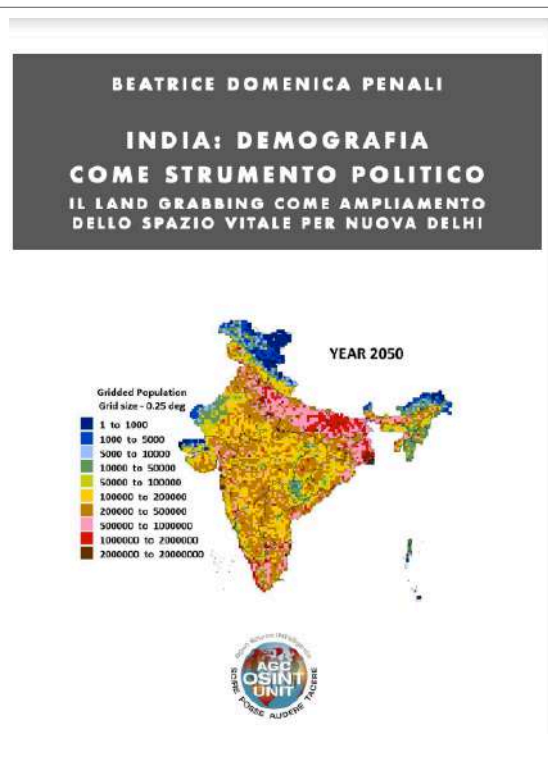 BEATRICE DOMENICA PENALI
INDIA: DEMOGRAFIA
COME STRUMENTO POLITICO
IL LAND GRABBING COME AMPLIAMENTO
DELLO SPAZIO VITALE PER NUOVA DELHI
YEAR 2050
Gridded Population
Grid size - 0.25 deg
1 to 1000
1000 to 5000
5000 to 10000
10000 to 50000
50000 to 100000
100000 to 200000
200000 to 500000
500000 to 1000000
1000000 to 2000000
2000000 to 20000000
AGC
OSINT
UNIT
POSSE AUDERE TACERE